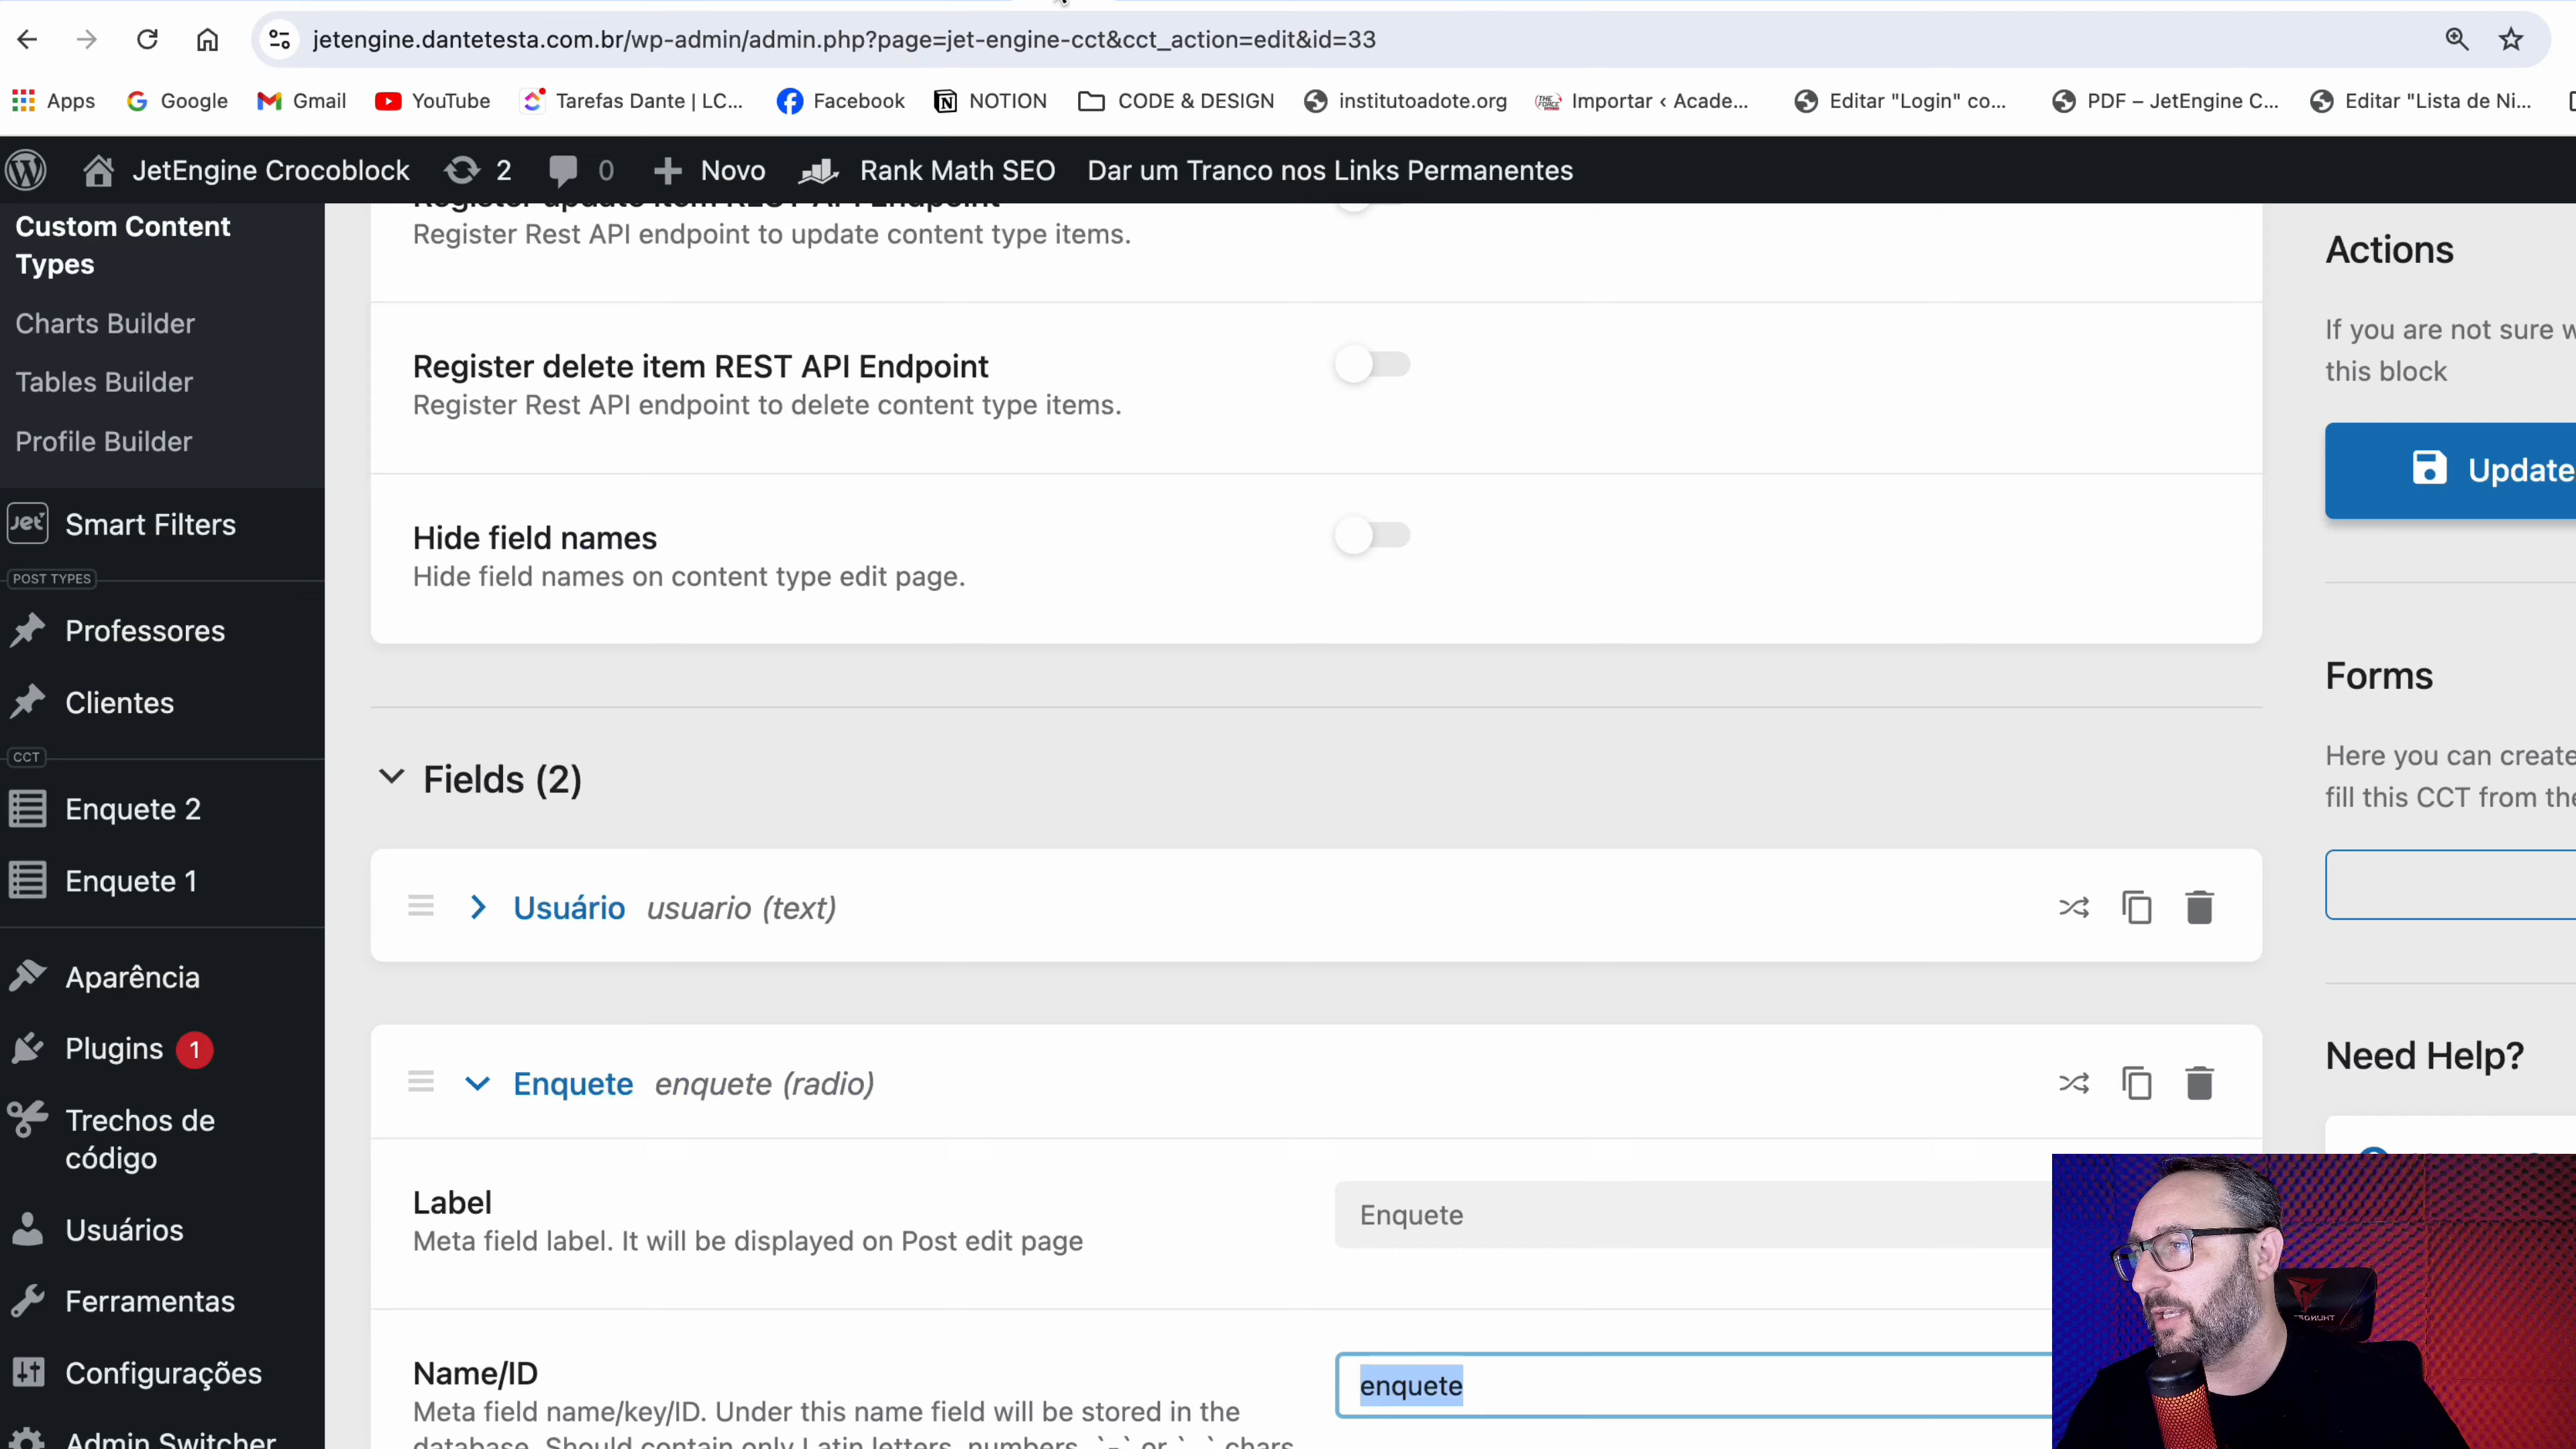 jetengine.dantetesta.com.br/wp-admin/admin.php?page=jet-engine-cct&cct_action=edit&id=33
Apps Google Gmail YouTube Tarefas Dante | LC... Facebook NOTION CODE & DESIGN institutoadote.org Importar ‹ Acade... Editar "Login" co... PDF – JetEngine C... Editar "Lista de Ni...
JetEngine Crocoblock 2 0 Novo Rank Math SEO Dar um Tranco nos Links Permanentes
Custom Content
Types
Charts Builder
Tables Builder
Profile Builder
Jet Smart Filters
POST TYPES
Professores
Clientes
CCT
Enquete 2
Enquete 1
Aparência
Plugins 1
Trechos de
código
Usuários
Ferramentas
Configurações
Admin Switcher
Register update item REST API Endpoint
Register Rest API endpoint to update content type items.
Register delete item REST API Endpoint
Register Rest API endpoint to delete content type items.
Hide field names
Hide field names on content type edit page.
Fields (2)
Usuário usuario (text)
Enquete enquete (radio)
Label
Meta field label. It will be displayed on Post edit page
Enquete
Name/ID
Meta field name/key/ID. Under this name field will be stored in the
database. Should contain only Latin letters, numbers, `-` or `_` chars
enquete
Actions
If you are not sure
this block
Update
Forms
Here you can create
fill this CCT from the
Need Help?